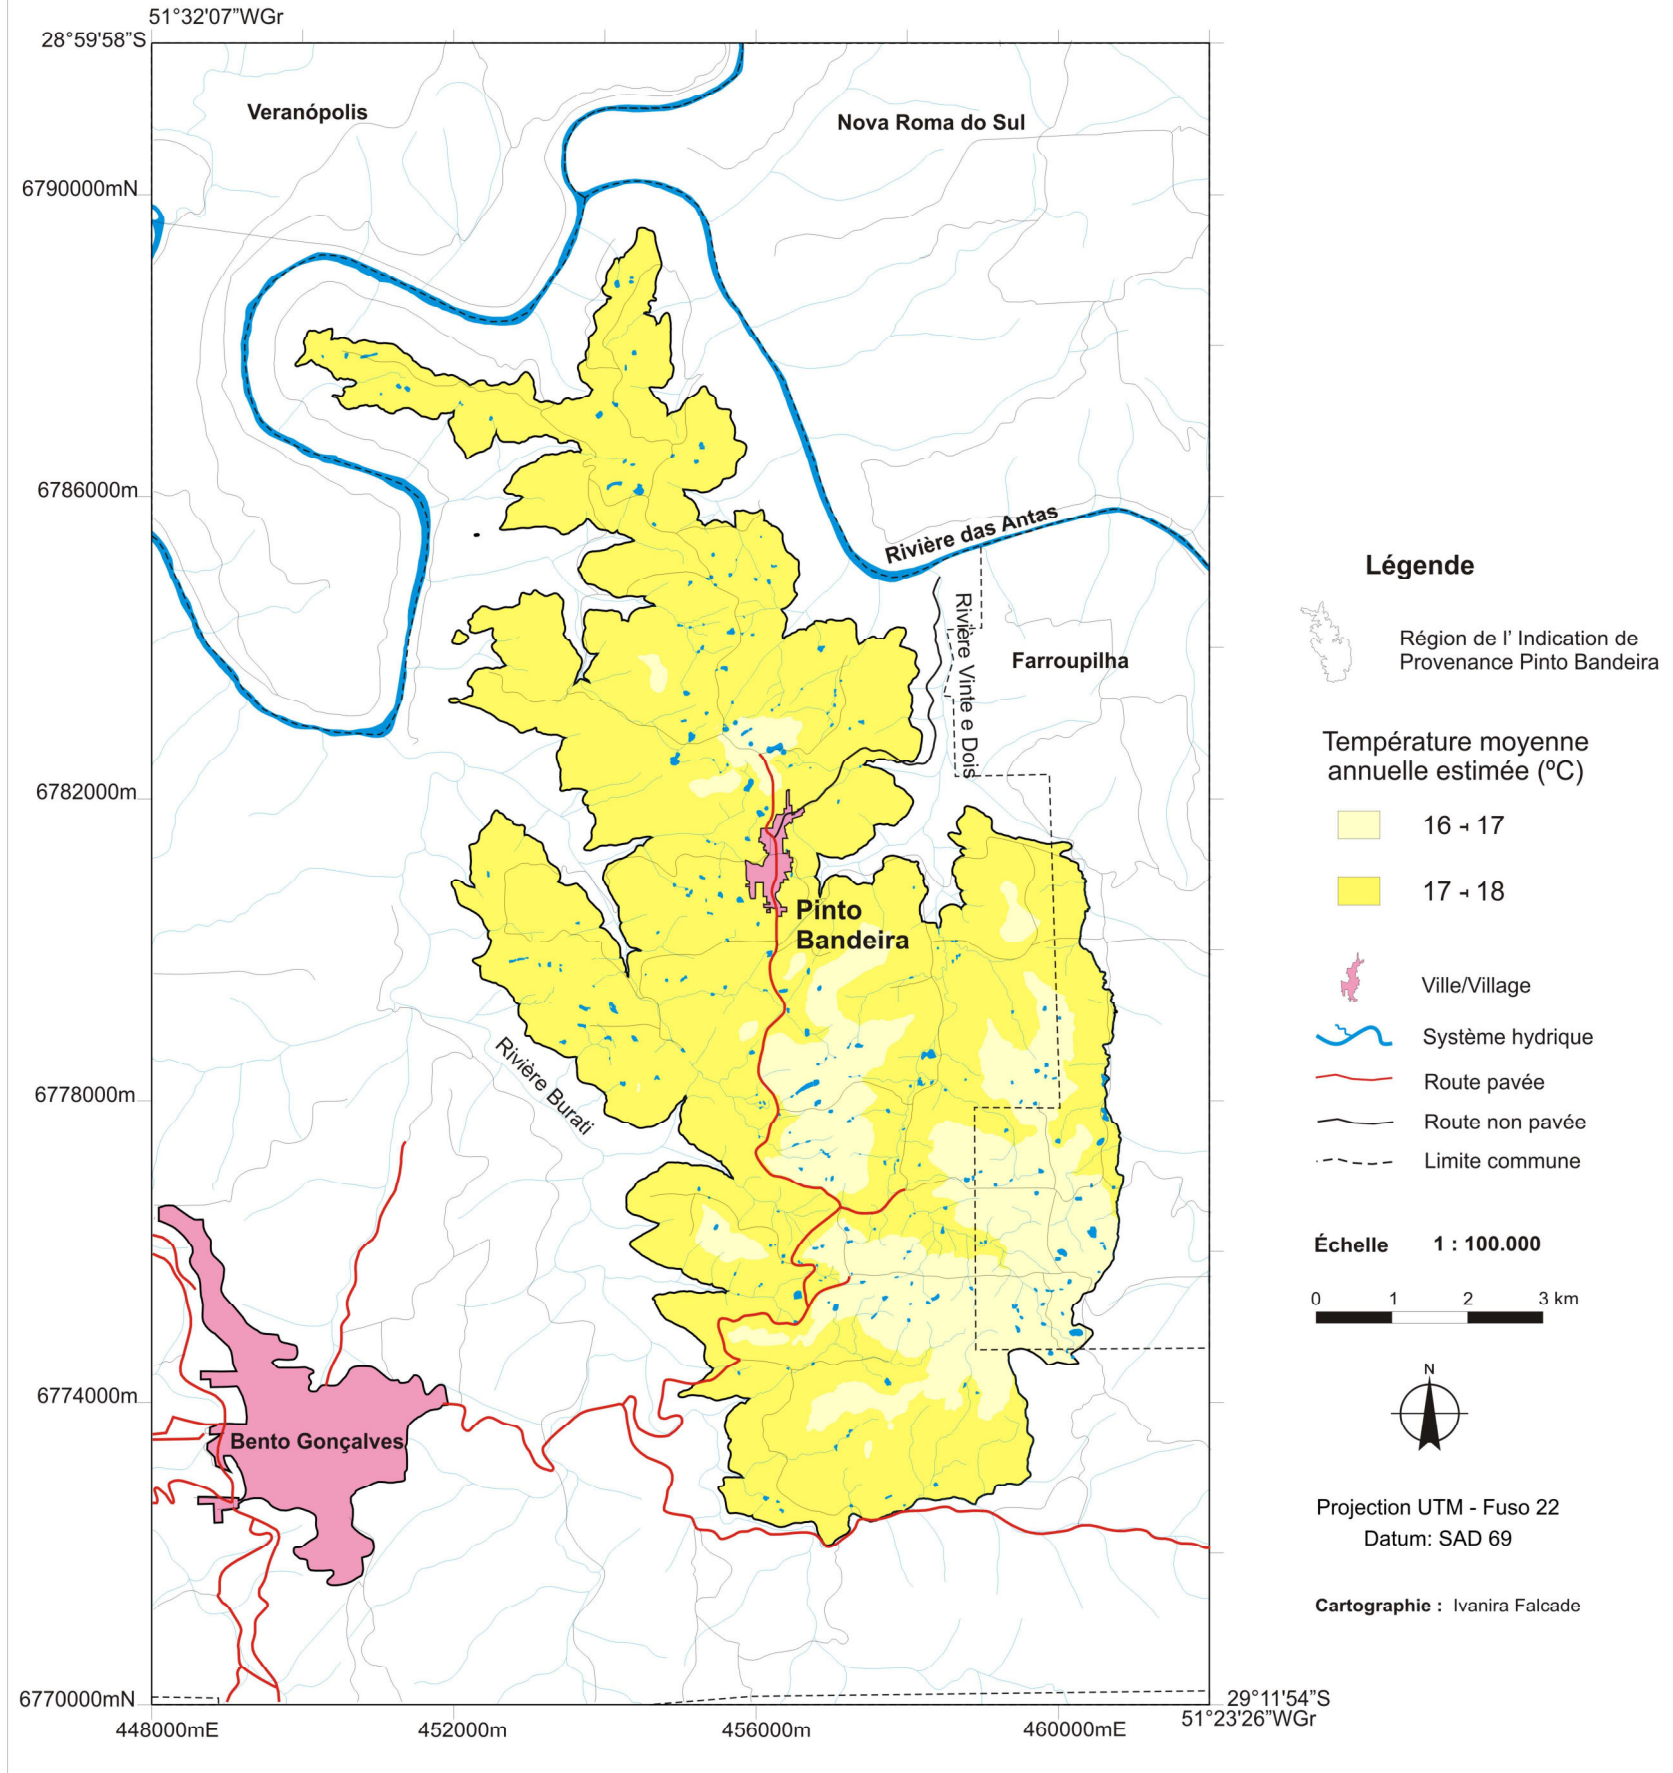 51°32'07”WGr
28°59'58”S
Veranópolis
Nova Roma do Sul
6790000mN
6786000m
Rivière das Antas
Rivière Vinte e Dois
Farroupilha
6782000m
Pinto
Bandeira
6778000m
Rivière Burati
6774000m
Bento Gonçalves
6770000mN
448000mE
452000m
456000m
460000mE
29°11'54”S
51°23'26”WGr
Légende
Région de l' Indication de
Provenance Pinto Bandeira
Température moyenne
annuelle estimée (ºC)
16 ⊣ 17
17 ⊣ 18
Ville/Village
Système hydrique
Route pavée
Route non pavée
Limite commune
Échelle 1 : 100.000
0 1 2 3 km
N
Projection UTM - Fuso 22
Datum: SAD 69
Cartographie : Ivanira Falcade